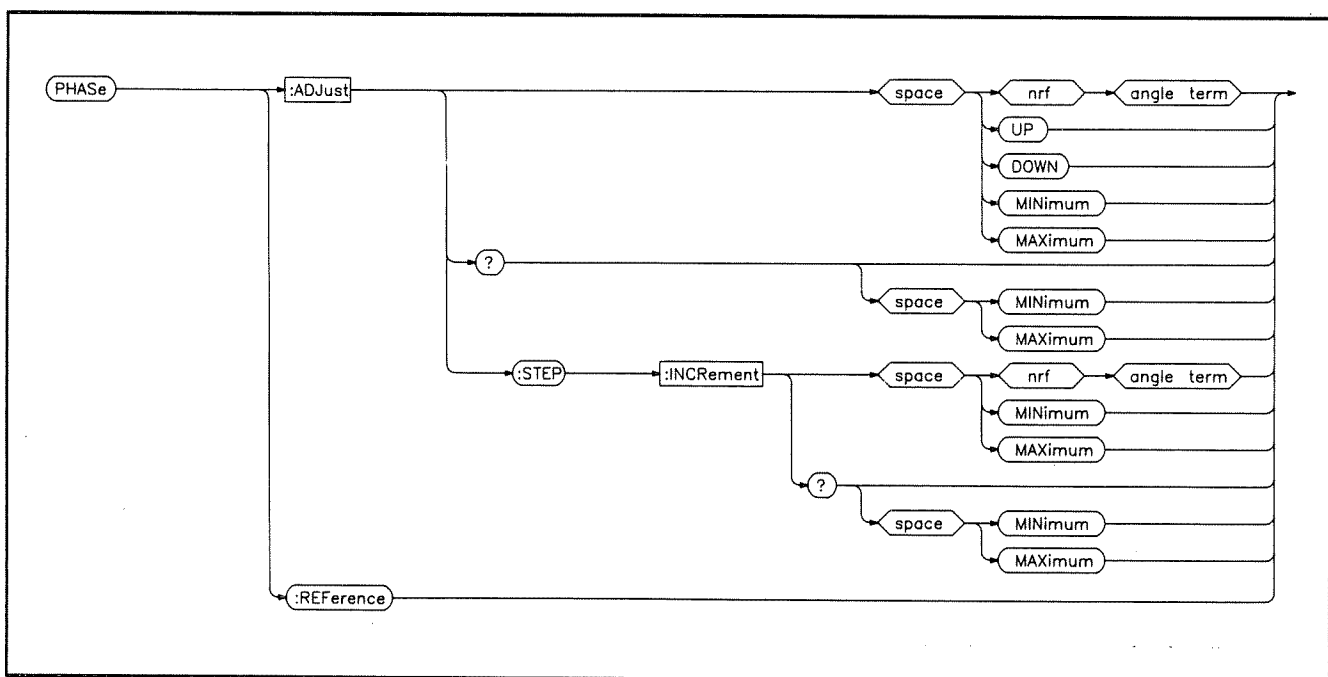 PHASe :ADJust space nrf angle term
UP
DOWN
MINimum
MAXimum
?
space MINimum
MAXimum
:STEP :INCRement space nrf angle term
MINimum
MAXimum
?
space MINimum
MAXimum
:REFerence